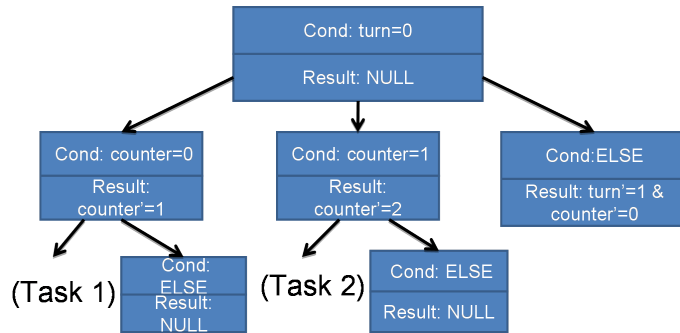 Cond: turn=0
Result: NULL
Cond: counter=0
Result:
counter’=1
Cond: counter=1
Result:
counter’=2
Cond:ELSE
Result: turn’=1 &
counter’=0
(Task 1)
Cond:
ELSE
Result:
NULL
(Task 2)
Cond: ELSE
Result: NULL